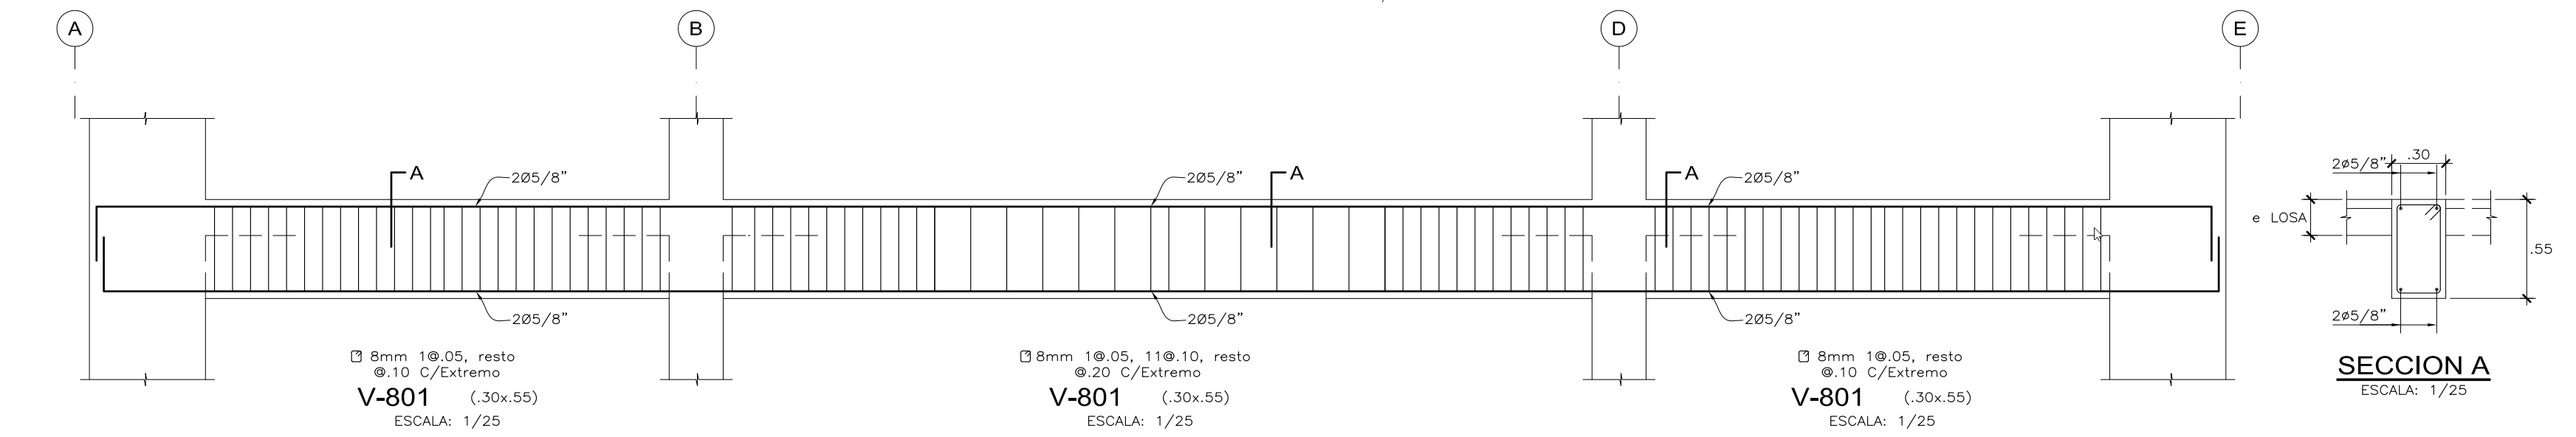 A
B
D
E
A
2Ø5/8"
2Ø5/8"
A
A
2Ø5/8"
2Ø5/8"
2Ø5/8"
2Ø5/8"
8mm 1@.05, resto
@.10 C/Extremo
V-801 (.30x.55)
ESCALA: 1/25
8mm 1@.05, 11@.10, resto
@.20 C/Extremo
V-801 (.30x.55)
ESCALA: 1/25
8mm 1@.05, resto
@.10 C/Extremo
V-801 (.30x.55)
ESCALA: 1/25
.30
2ø5/8"
e LOSA
.55
2ø5/8"
SECCION A
ESCALA: 1/25